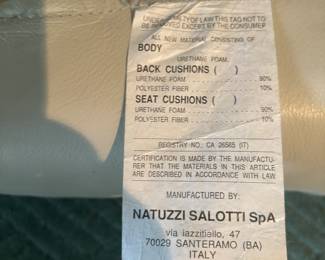 UNDER PENALTY OF LAW THIS TAG NOT TO
BE REMOVED EXCEPT BY THE CONSUMER
ALL NEW MATERIAL CONSISTING OF
BODY
URETHANE FOAM
BACK CUSHIONS ( )
URETHANE FOAM 90%
POLYESTER FIBER 10%
SEAT CUSHIONS ( )
URETHANE FOAM 90%
POLYESTER FIBER 10%
REGISTRY NO. CA 26565 (IT)
CERTIFICATION IS MADE BY THE MANUFACTU-
RER THAT THE MATERIALS IN THIS ARTICLE
ARE DESCRIBED IN ACCORDANCE WITH LAW
MANUFACTURED BY:
NATUZZI SALOTTI SpA
via Iazzitiello, 47
70029 SANTERAMO (BA)
ITALY